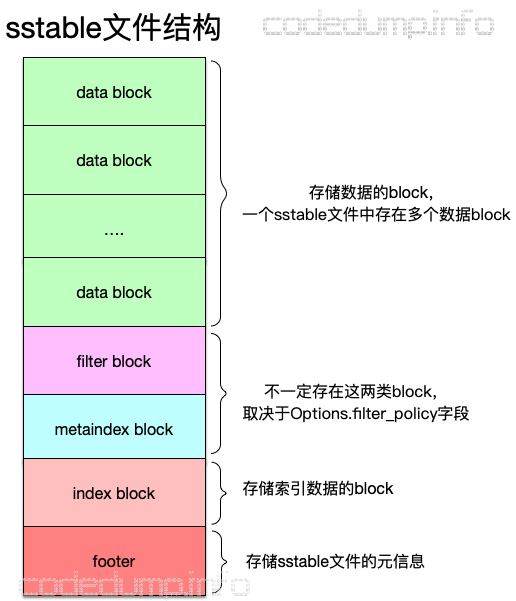 sstable文件结构
codedump.info
data block
data block
....
data block
存储数据的block,
一个sstable文件中存在多个数据block
filter block
metaindex block
不一定存在这两类block,
取决于Options.filter_policy字段
index block
存储索引数据的block
footer
存储sstable文件的元信息
codedump.info